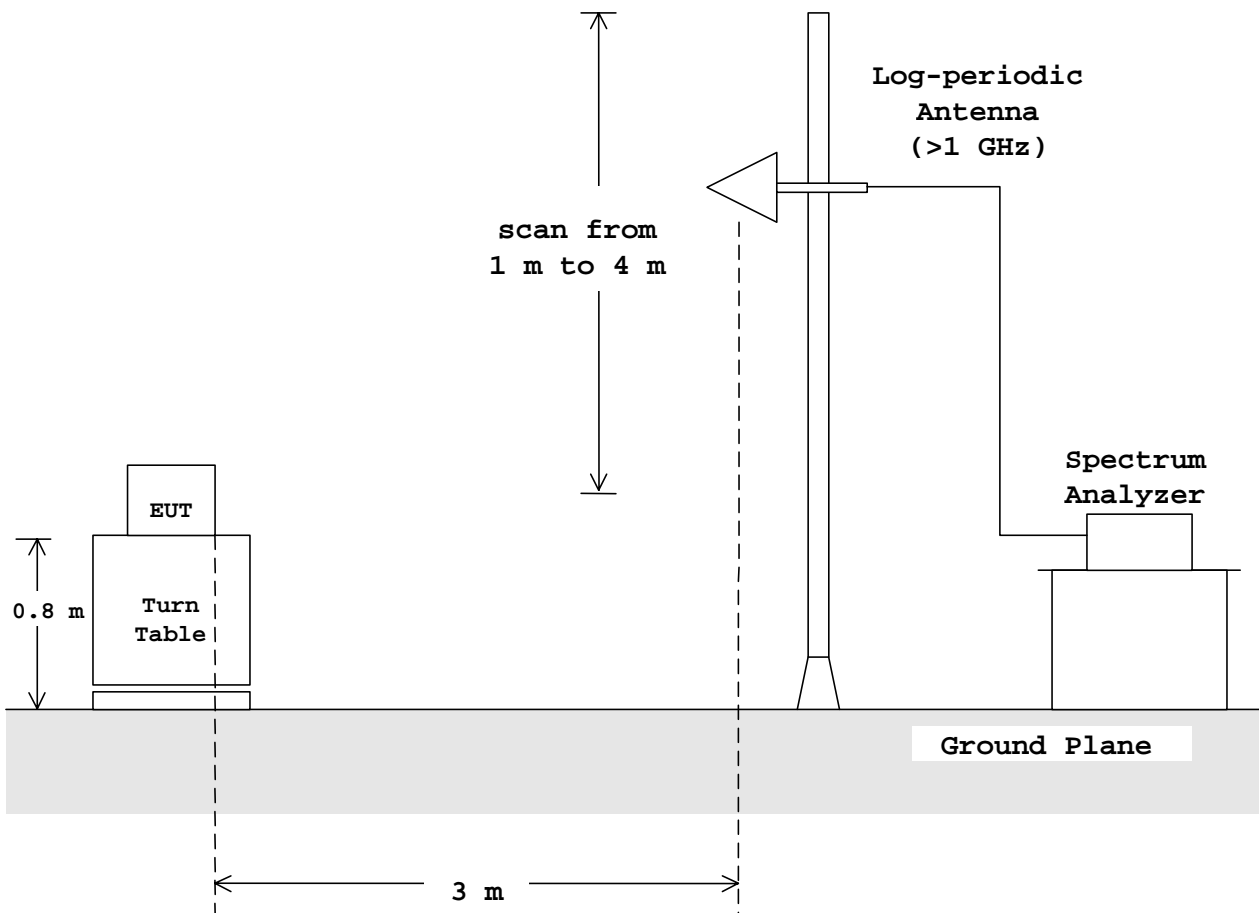 Log-periodic
Antenna
(>1 GHz)
scan from
1 m to 4 m
Spectrum
Analyzer
EUT
0.8 m
Turn
Table
Ground Plane
3 m